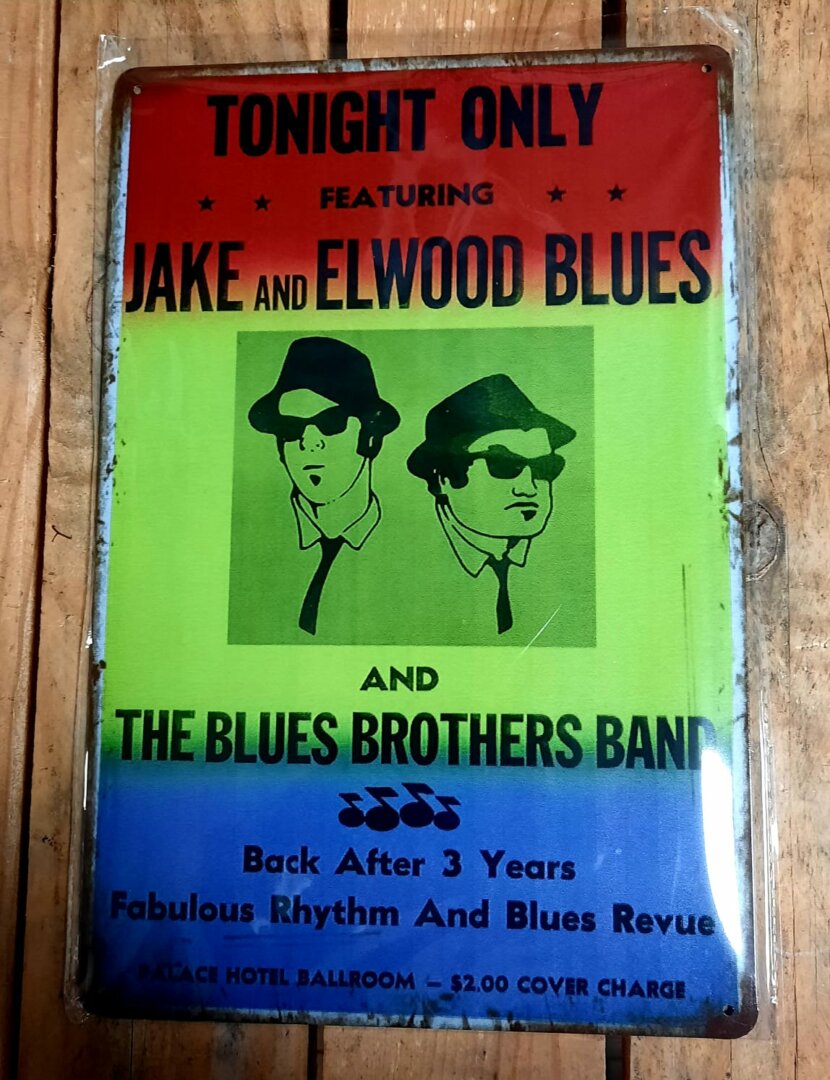 TONIGHT ONLY
FEATURING
JAKE AND ELWOOD BLUES
AND
THE BLUES BROTHERS BAND
Back After 3 Years
Fabulous Rhythm And Blues Revue
PALACE HOTEL BALLROOM – $2.00 COVER CHARGE